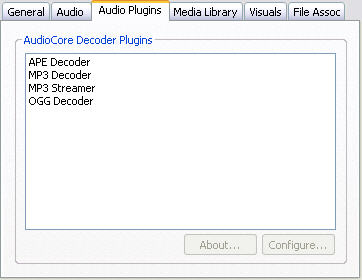 General Audio Audio Plugins Media Library Visuals File Assoc
AudioCore Decoder Plugins
APE Decoder
MP3 Decoder
MP3 Streamer
OGG Decoder
About... Configure...